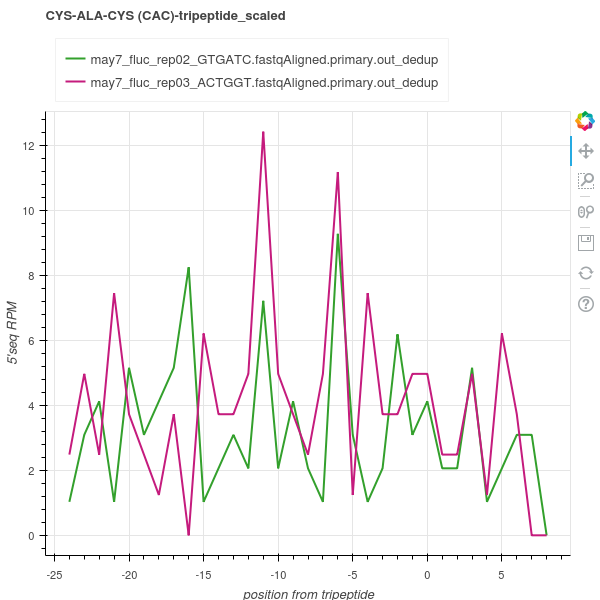 CYS-ALA-CYS (CAC)-tripeptide_scaled
may7_fluc_rep02_GTGATC.fastqAligned.primary.out_dedup
may7_fluc_rep03_ACTGGT.fastqAligned.primary.out_dedup
12
10
8
6
4
2
0
5'seq RPM
-25 -20 -15 -10 -5 0 5
position from tripeptide